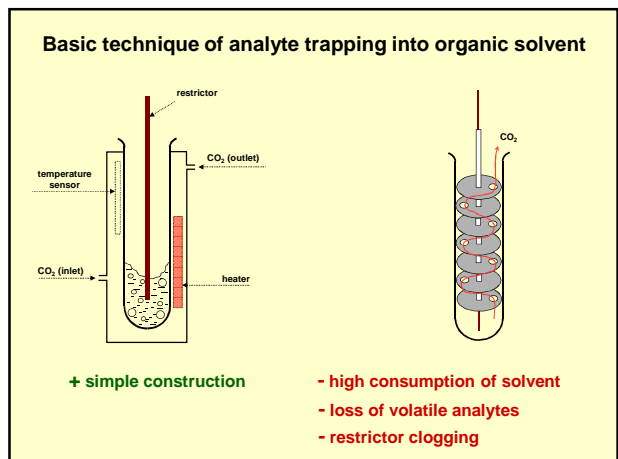 Basic technique of analyte trapping into organic solvent
restrictor
CO₂ (outlet)
temperature
sensor
CO₂ (inlet)
heater
CO₂
+ simple construction
- high consumption of solvent
- loss of volatile analytes
- restrictor clogging